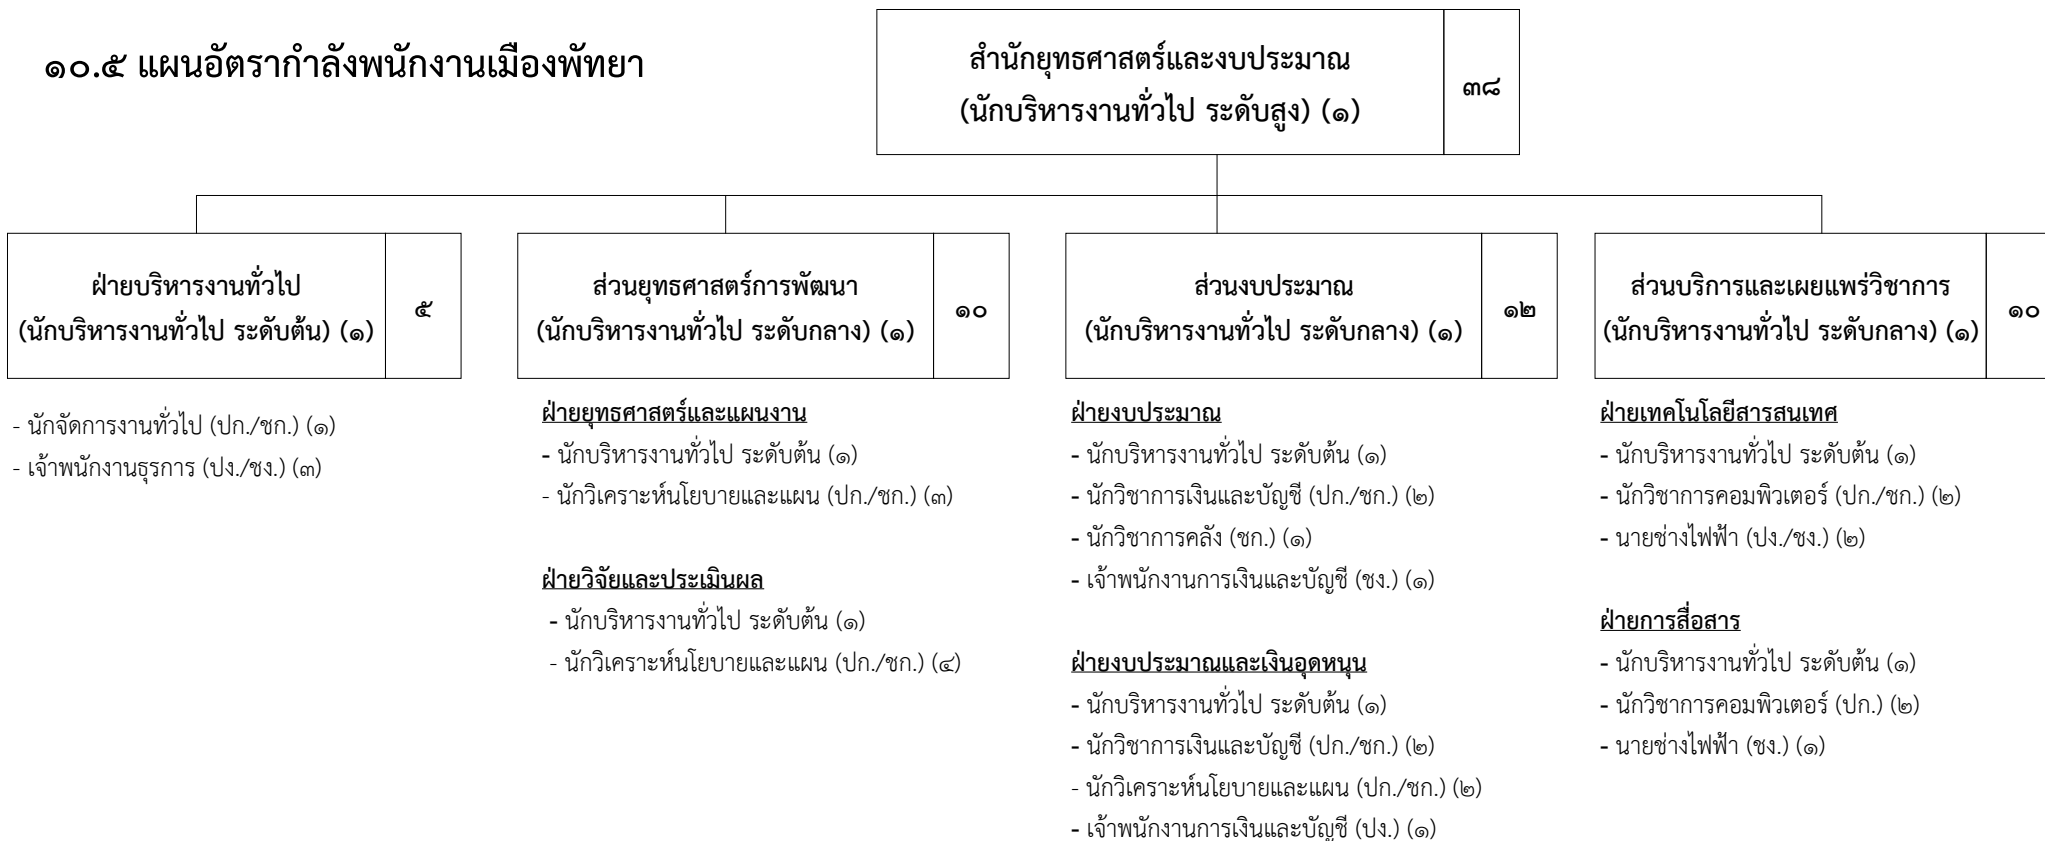 ๑๐.๕ แผนอัตรากำลังพนักงานเมืองพัทยา
สำนักยุทธศาสตร์และงบประมาณ
(นักบริหารงานทั่วไป ระดับสูง) (๑)
๓๘
ฝ่ายบริหารงานทั่วไป
(นักบริหารงานทั่วไป ระดับต้น) (๑)
๕
- นักจัดการงานทั่วไป (ปก./ชก.) (๑)
- เจ้าพนักงานธุรการ (ปง./ชง.) (๓)
ส่วนยุทธศาสตร์การพัฒนา
(นักบริหารงานทั่วไป ระดับกลาง) (๑)
๑๐
ฝ่ายยุทธศาสตร์และแผนงาน
- นักบริหารงานทั่วไป ระดับต้น (๑)
- นักวิเคราะห์นโยบายและแผน (ปก./ชก.) (๓)
ฝ่ายวิจัยและประเมินผล
- นักบริหารงานทั่วไป ระดับต้น (๑)
- นักวิเคราะห์นโยบายและแผน (ปก./ชก.) (๔)
ส่วนงบประมาณ
(นักบริหารงานทั่วไป ระดับกลาง) (๑)
๑๒
ฝ่ายงบประมาณ
- นักบริหารงานทั่วไป ระดับต้น (๑)
- นักวิชาการเงินและบัญชี (ปก./ชก.) (๒)
- นักวิชาการคลัง (ชก.) (๑)
- เจ้าพนักงานการเงินและบัญชี (ชง.) (๑)
ฝ่ายงบประมาณและเงินอุดหนุน
- นักบริหารงานทั่วไป ระดับต้น (๑)
- นักวิชาการเงินและบัญชี (ปก./ชก.) (๒)
- นักวิเคราะห์นโยบายและแผน (ปก./ชก.) (๒)
- เจ้าพนักงานการเงินและบัญชี (ปง.) (๑)
ส่วนบริการและเผยแพร่วิชาการ
(นักบริหารงานทั่วไป ระดับกลาง) (๑)
๑๐
ฝ่ายเทคโนโลยีสารสนเทศ
- นักบริหารงานทั่วไป ระดับต้น (๑)
- นักวิชาการคอมพิวเตอร์ (ปก./ชก.) (๒)
- นายช่างไฟฟ้า (ปง./ชง.) (๒)
ฝ่ายการสื่อสาร
- นักบริหารงานทั่วไป ระดับต้น (๑)
- นักวิชาการคอมพิวเตอร์ (ปก.) (๒)
- นายช่างไฟฟ้า (ชง.) (๑)